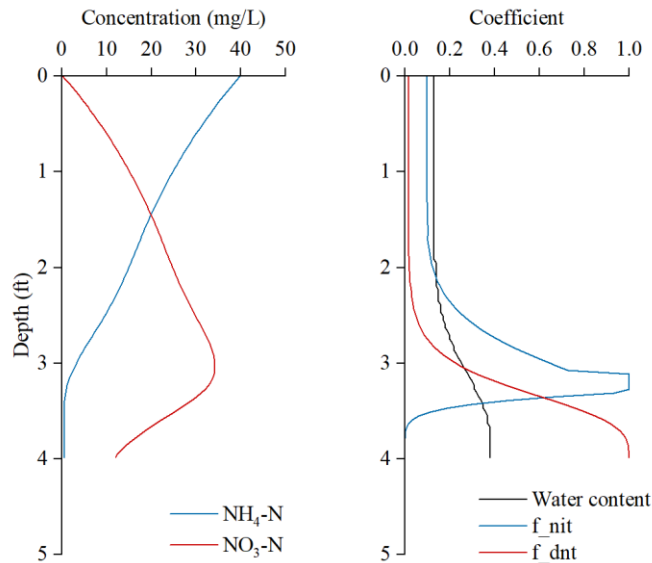 Concentration (mg/L)
0 10 20 30 40 50
0
1
2
3
4
5
Depth (ft)
NH₄-N
NO₃-N
Coefficient
0.0 0.2 0.4 0.6 0.8 1.0
0
1
2
3
4
5
Water content
f_nit
f_dnt